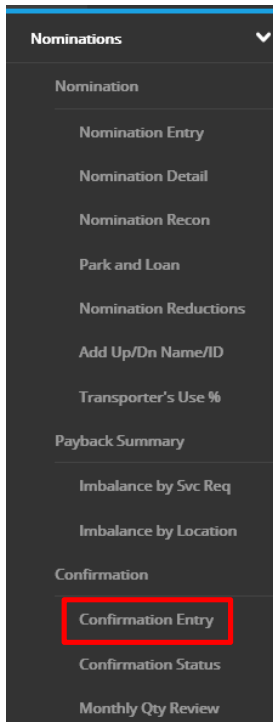 Nominations
Nomination
Nomination Entry
Nomination Detail
Nomination Recon
Park and Loan
Nomination Reductions
Add Up/Dn Name/ID
Transporter's Use %
Payback Summary
Imbalance by Svc Req
Imbalance by Location
Confirmation
Confirmation Entry
Confirmation Status
Monthly Qty Review